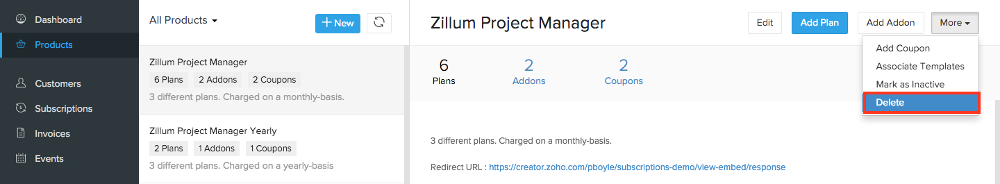 Dashboard
Products
Customers
Subscriptions
Invoices
Events
All Products
New
Zillum Project Manager
6 Plans 2 Addons 2 Coupons
3 different plans. Charged on a monthly-basis.
Zillum Project Manager Yearly
2 Plans 1 Addons 1 Coupons
3 different plans. Charged on a yearly-basis
Zillum Project Manager
Edit Add Plan Add Addon More
Add Coupon
Associate Templates
Mark as Inactive
Delete
6 2 2
Plans Addons Coupons
3 different plans. Charged on a monthly-basis.
Redirect URL : https://creator.zoho.com/pboyle/subscriptions-demo/view-embed/response